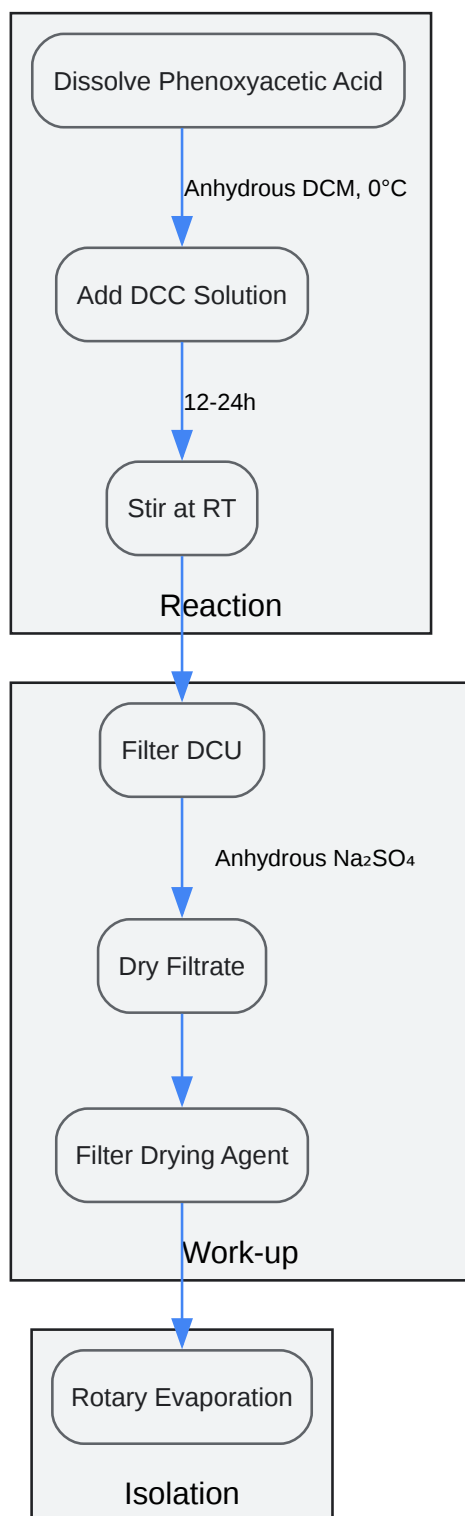 Dissolve Phenoxyacetic Acid
Anhydrous DCM, 0°C
Add DCC Solution
12-24h
Stir at RT
Reaction
Filter DCU
Anhydrous Na₂SO₄
Dry Filtrate
Filter Drying Agent
Work-up
Rotary Evaporation
Isolation